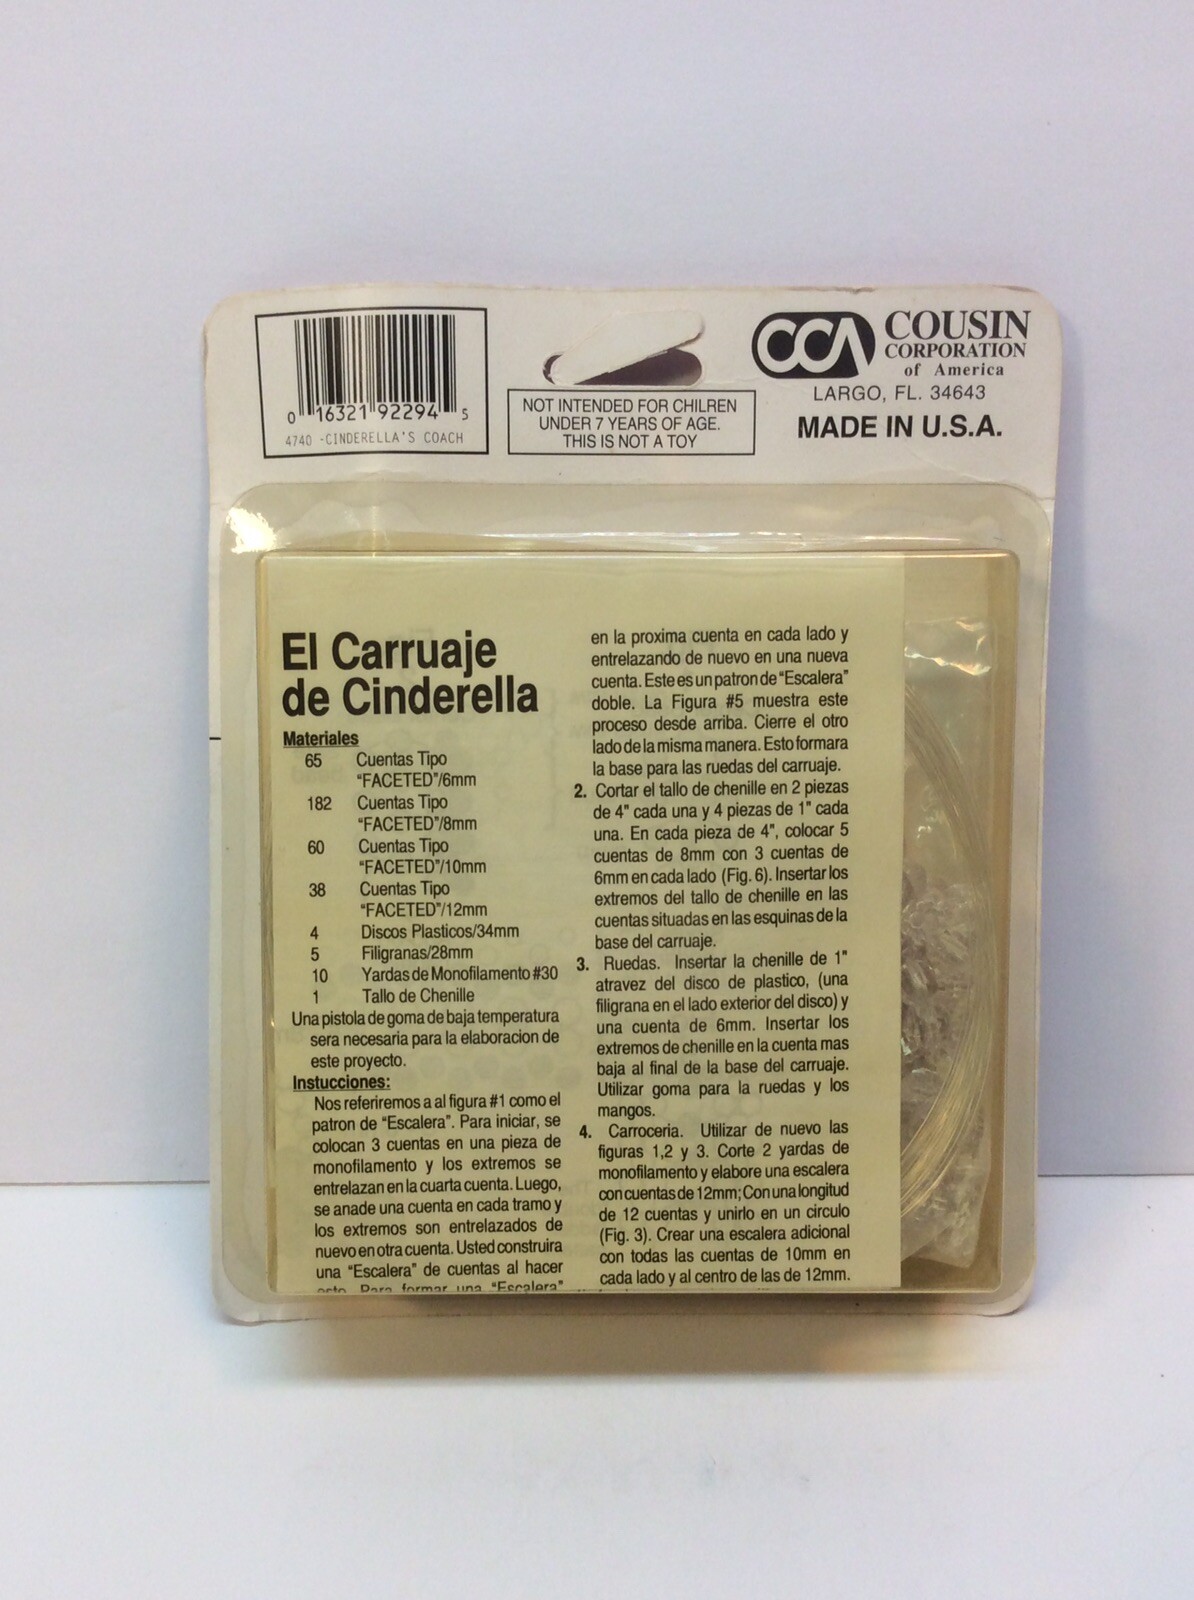 0 16321 92294 5
4740 -CINDERELLA'S COACH
NOT INTENDED FOR CHILREN
UNDER 7 YEARS OF AGE.
THIS IS NOT A TOY
CCA COUSIN
CORPORATION
of America
LARGO, FL. 34643
MADE IN U.S.A.
El Carruaje
de Cinderella
Materiales
65 Cuentas Tipo
"FACETED"/6mm
182 Cuentas Tipo
"FACETED"/8mm
60 Cuentas Tipo
"FACETED"/10mm
38 Cuentas Tipo
"FACETED"/12mm
4 Discos Plasticos/34mm
5 Filigranas/28mm
10 Yardas de Monofilamento #30
1 Tallo de Chenille
Una pistola de goma de baja temperatura
sera necesaria para la elaboracion de
este proyecto.
Instucciones:
Nos referiremos a al figura #1 como el
patron de "Escalera". Para iniciar, se
colocan 3 cuentas en una pieza de
monofilamento y los extremos se
entrelazan en la cuarta cuenta. Luego,
se anade una cuenta en cada tramo y
los extremos son entrelazados de
nuevo en otra cuenta. Usted construira
una "Escalera" de cuentas al hacer
esto. Para formar una "Escalera"
en la proxima cuenta en cada lado y
entrelazando de nuevo en una nueva
cuenta. Este es un patron de "Escalera"
doble. La Figura #5 muestra este
proceso desde arriba. Cierre el otro
lado de la misma manera. Esto formara
la base para las ruedas del carruaje.
2. Cortar el tallo de chenille en 2 piezas
de 4" cada una y 4 piezas de 1" cada
una. En cada pieza de 4", colocar 5
cuentas de 8mm con 3 cuentas de
6mm en cada lado (Fig. 6). Insertar los
extremos del tallo de chenille en las
cuentas situadas en las esquinas de la
base del carruaje.
3. Ruedas. Insertar la chenille de 1"
atravez del disco de plastico, (una
filigrana en el lado exterior del disco) y
una cuenta de 6mm. Insertar los
extremos de chenille en la cuenta mas
baja al final de la base del carruaje.
Utilizar goma para la ruedas y los
mangos.
4. Carroceria. Utilizar de nuevo las
figuras 1,2 y 3. Corte 2 yardas de
monofilamento y elabore una escalera
con cuentas de 12mm; Con una longitud
de 12 cuentas y unirlo en un circulo
(Fig. 3). Crear una escalera adicional
con todas las cuentas de 10mm en
cada lado y al centro de las de 12mm.